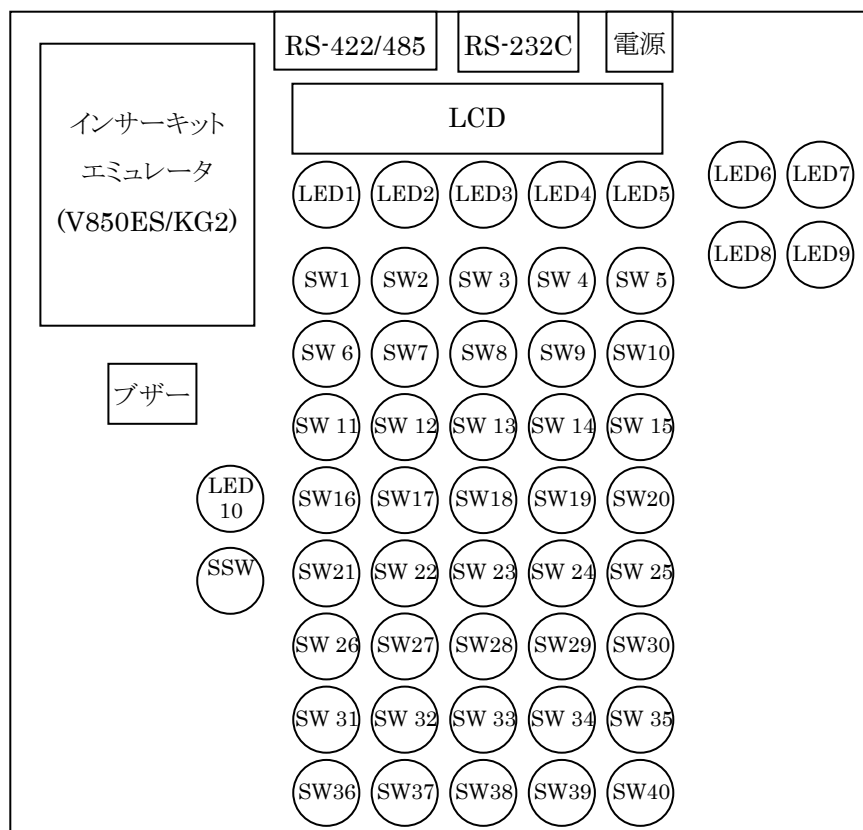 RS-422/485
RS-232C
電源
インサーキット
エミュレータ
(V850ES/KG2)
LCD
LED1
LED2
LED3
LED4
LED5
LED6
LED7
LED8
LED9
SW1
SW2
SW 3
SW 4
SW 5
SW 6
SW7
SW8
SW9
SW10
ブザー
SW 11
SW 12
SW 13
SW 14
SW 15
LED
10
SW16
SW17
SW18
SW19
SW20
SSW
SW21
SW 22
SW 23
SW 24
SW 25
SW 26
SW27
SW28
SW29
SW30
SW 31
SW 32
SW 33
SW 34
SW 35
SW36
SW37
SW38
SW39
SW40